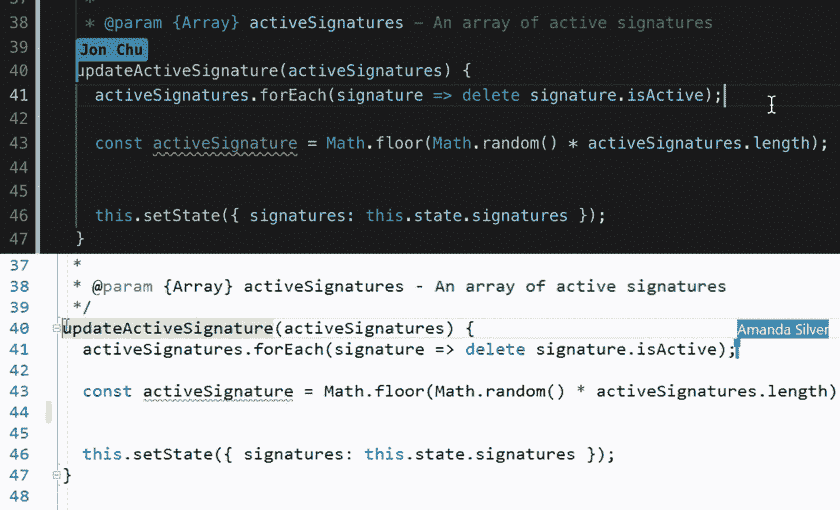 37 *
38 * @param {Array} activeSignatures - An array of active signatures
39
Jon Chu
40 updateActiveSignature(activeSignatures) {
41 activeSignatures.forEach(signature => delete signature.isActive);
42
43 const activeSignature = Math.floor(Math.random() * activeSignatures.length);
44
45
46 this.setState({ signatures: this.state.signatures });
47 }
37 *
38 * @param {Array} activeSignatures - An array of active signatures
39 */
40 updateActiveSignature(activeSignatures) {
Amanda Silver
41 activeSignatures.forEach(signature => delete signature.isActive);
42
43 const activeSignature = Math.floor(Math.random() * activeSignatures.length)
44
45
46 this.setState({ signatures: this.state.signatures });
47 }
48